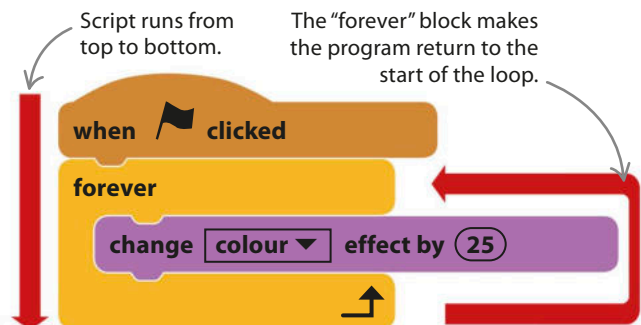 Script runs from
top to bottom.
The “forever” block makes
the program return to the
start of the loop.
when clicked
forever
change colour effect by 25